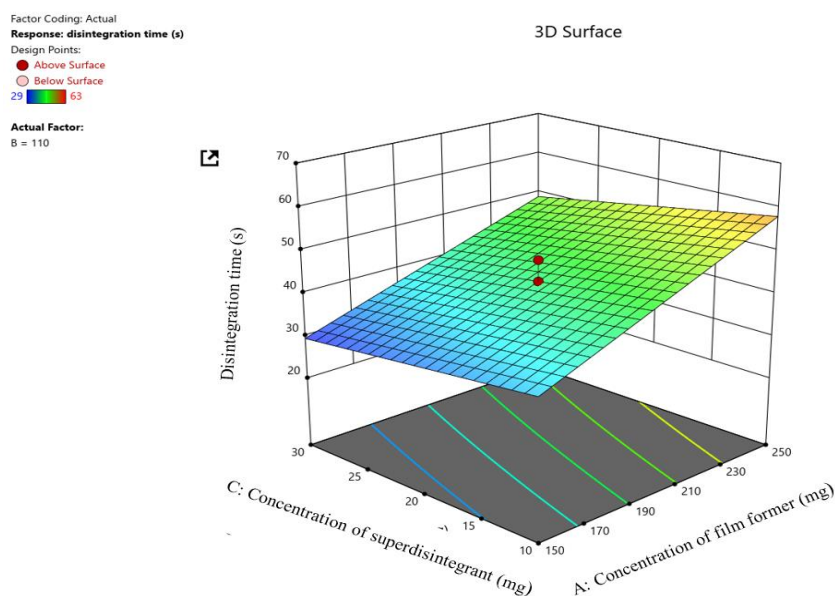 Factor Coding: Actual
Response: disintegration time (s)
Design Points:
Above Surface
Below Surface
29 63
Actual Factor:
B = 110
3D Surface
70
60
50
40
30
20
Disintegration time (s)
30
25
20
15
10
C: Concentration of superdisintegrant (mg)
150
170
190
210
230
250
A: Concentration of film former (mg)